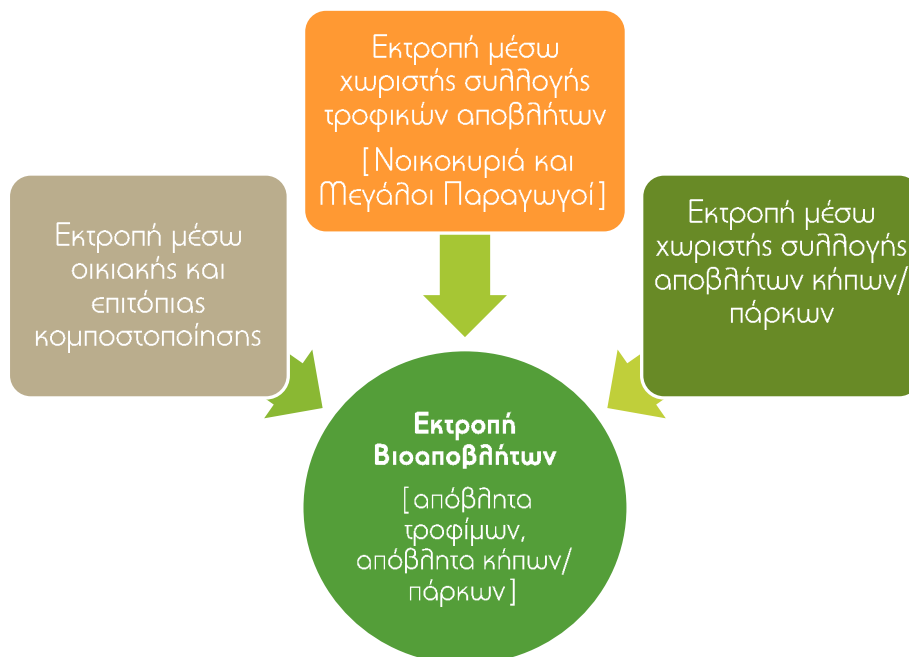 Εκτροπή μέσω
χωριστής συλλογής
τροφικών αποβλήτων
[Νοικοκυριά και
Μεγάλοι Παραγωγοί]
Εκτροπή μέσω
οικιακής και
επιτόπιας
κομποστοποίησης
Εκτροπή μέσω
χωριστής συλλογής
αποβλήτων κήπων/
πάρκων
Εκτροπή
Βιοαποβλήτων
[απόβλητα
τροφίμων,
απόβλητα κήπων/
πάρκων]